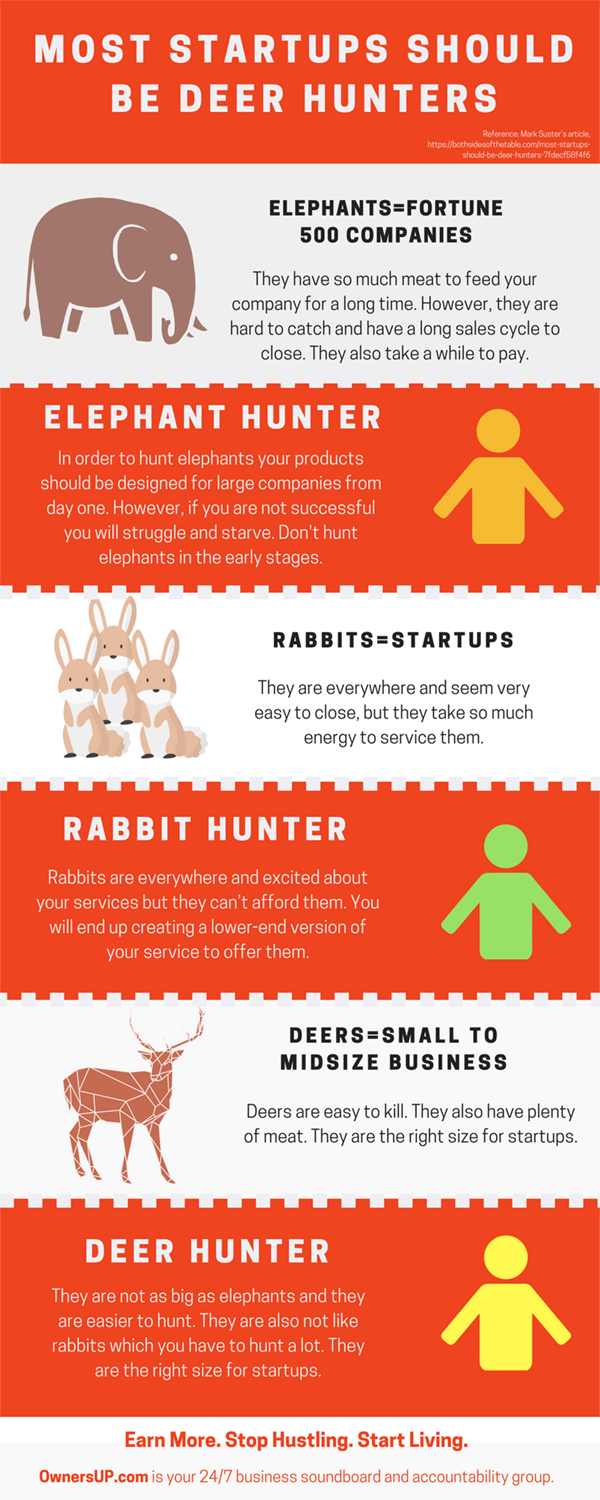 MOST STARTUPS SHOULD
BE DEER HUNTERS
Reference: Mark Suster's article,
https://bothsidesofthetable.com/most-startups-
should-be-deer-hunters-7fdecf58f4f6
ELEPHANTS=FORTUNE
500 COMPANIES
They have so much meat to feed your
company for a long time. However, they are
hard to catch and have a long sales cycle to
close. They also take a while to pay.
ELEPHANT HUNTER
In order to hunt elephants your products
should be designed for large companies from
day one. However, if you are not successful
you will struggle and starve. Don't hunt
elephants in the early stages.
RABBITS=STARTUPS
They are everywhere and seem very
easy to close, but they take so much
energy to service them.
RABBIT HUNTER
Rabbits are everywhere and excited about
your services but they can't afford them. You
will end up creating a lower-end version of
your service to offer them.
DEERS=SMALL TO
MIDSIZE BUSINESS
Deers are easy to kill. They also have plenty
of meat. They are the right size for startups.
DEER HUNTER
They are not as big as elephants and they
are easier to hunt. They are also not like
rabbits which you have to hunt a lot. They
are the right size for startups.
Earn More. Stop Hustling. Start Living.
OwnersUP.com is your 24/7 business soundboard and accountability group.